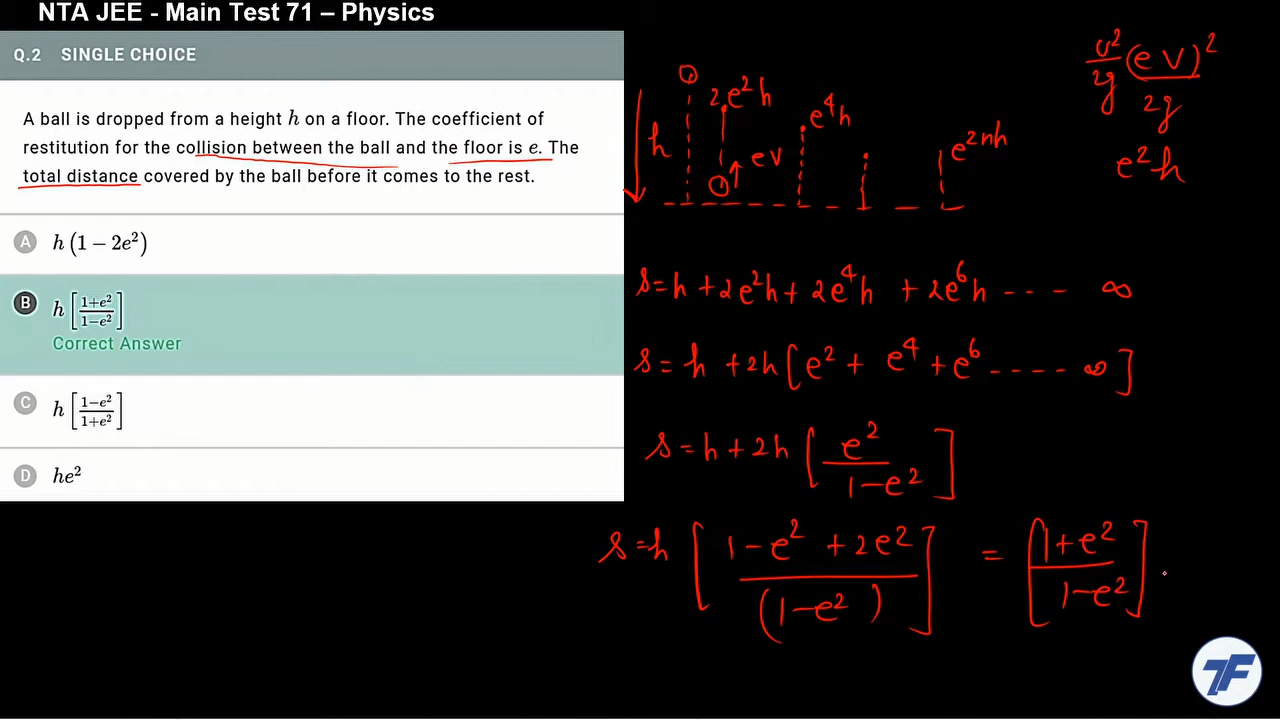 NTA JEE - Main Test 71 – Physics
Q.2 SINGLE CHOICE
A ball is dropped from a height h on a floor. The coefficient of
restitution for the collision between the ball and the floor is e. The
total distance covered by the ball before it comes to the rest.
A h(1 − 2e²)
B h[(1+e²)/(1−e²)]
Correct Answer
C h[(1−e²)/(1+e²)]
D he²
h
2e²h
ev
e⁴h
e²ⁿh
v²/2g (ev)²/2g
e²h
s = h + 2e²h + 2e⁴h + 2e⁶h ---- ∞
s = h + 2h[e² + e⁴ + e⁶ ----- ∞]
s = h + 2h[e²/(1−e²)]
s = h[(1−e²+2e²)/(1−e²)] = [(1+e²)/(1−e²)]
TF